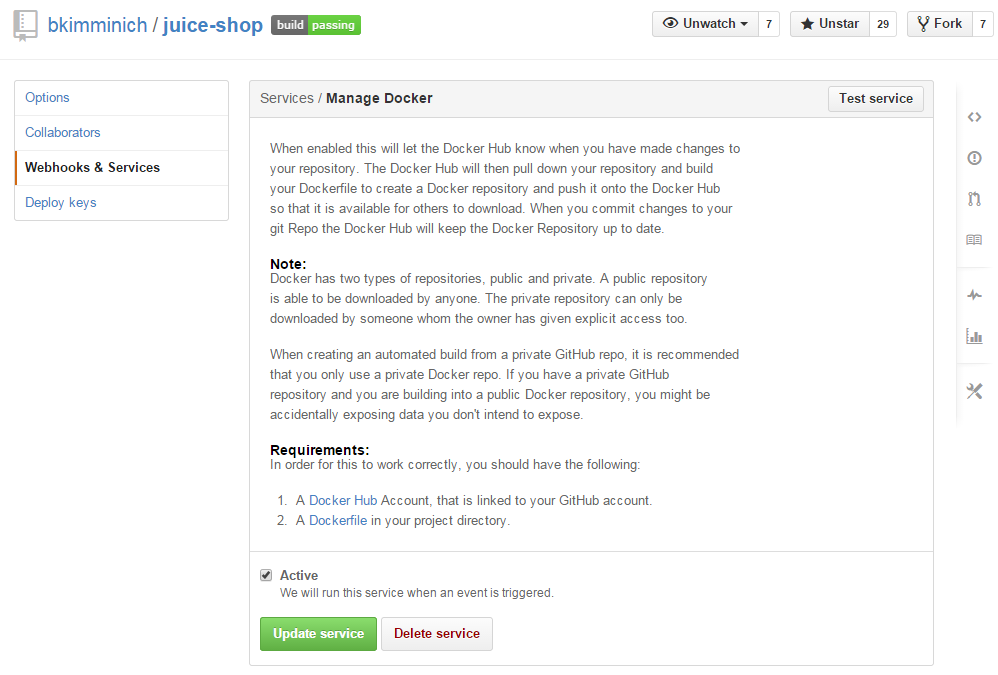 bkimminich / juice-shop build passing Unwatch 7 Unstar 29 Fork 7
Options
Collaborators
Webhooks & Services
Deploy keys
Services / Manage Docker Test service
When enabled this will let the Docker Hub know when you have made changes to
your repository. The Docker Hub will then pull down your repository and build
your Dockerfile to create a Docker repository and push it onto the Docker Hub
so that it is available for others to download. When you commit changes to your
git Repo the Docker Hub will keep the Docker Repository up to date.
Note:
Docker has two types of repositories, public and private. A public repository
is able to be downloaded by anyone. The private repository can only be
downloaded by someone whom the owner has given explicit access too.
When creating an automated build from a private GitHub repo, it is recommended
that you only use a private Docker repo. If you have a private GitHub
repository and you are building into a public Docker repository, you might be
accidentally exposing data you don't intend to expose.
Requirements:
In order for this to work correctly, you should have the following:
1. A Docker Hub Account, that is linked to your GitHub account.
2. A Dockerfile in your project directory.
Active
We will run this service when an event is triggered.
Update service Delete service